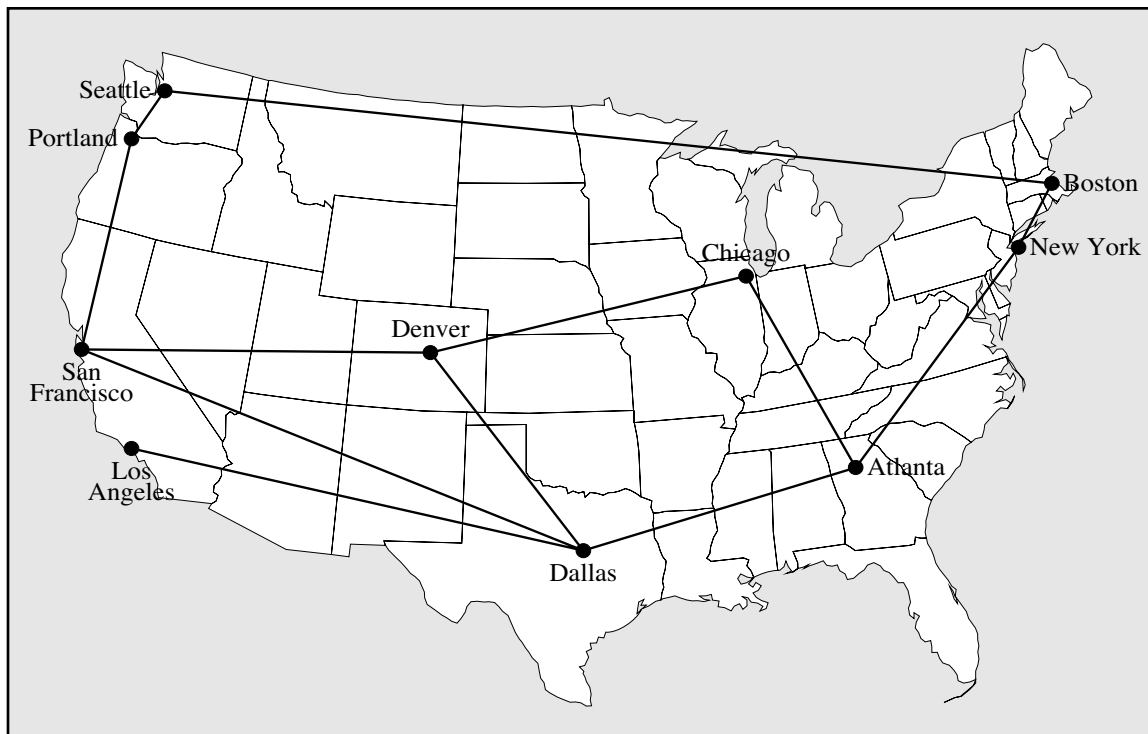 Seattle
Portland
Boston
New York
Chicago
Denver
San
Francisco
Los
Angeles
Atlanta
Dallas